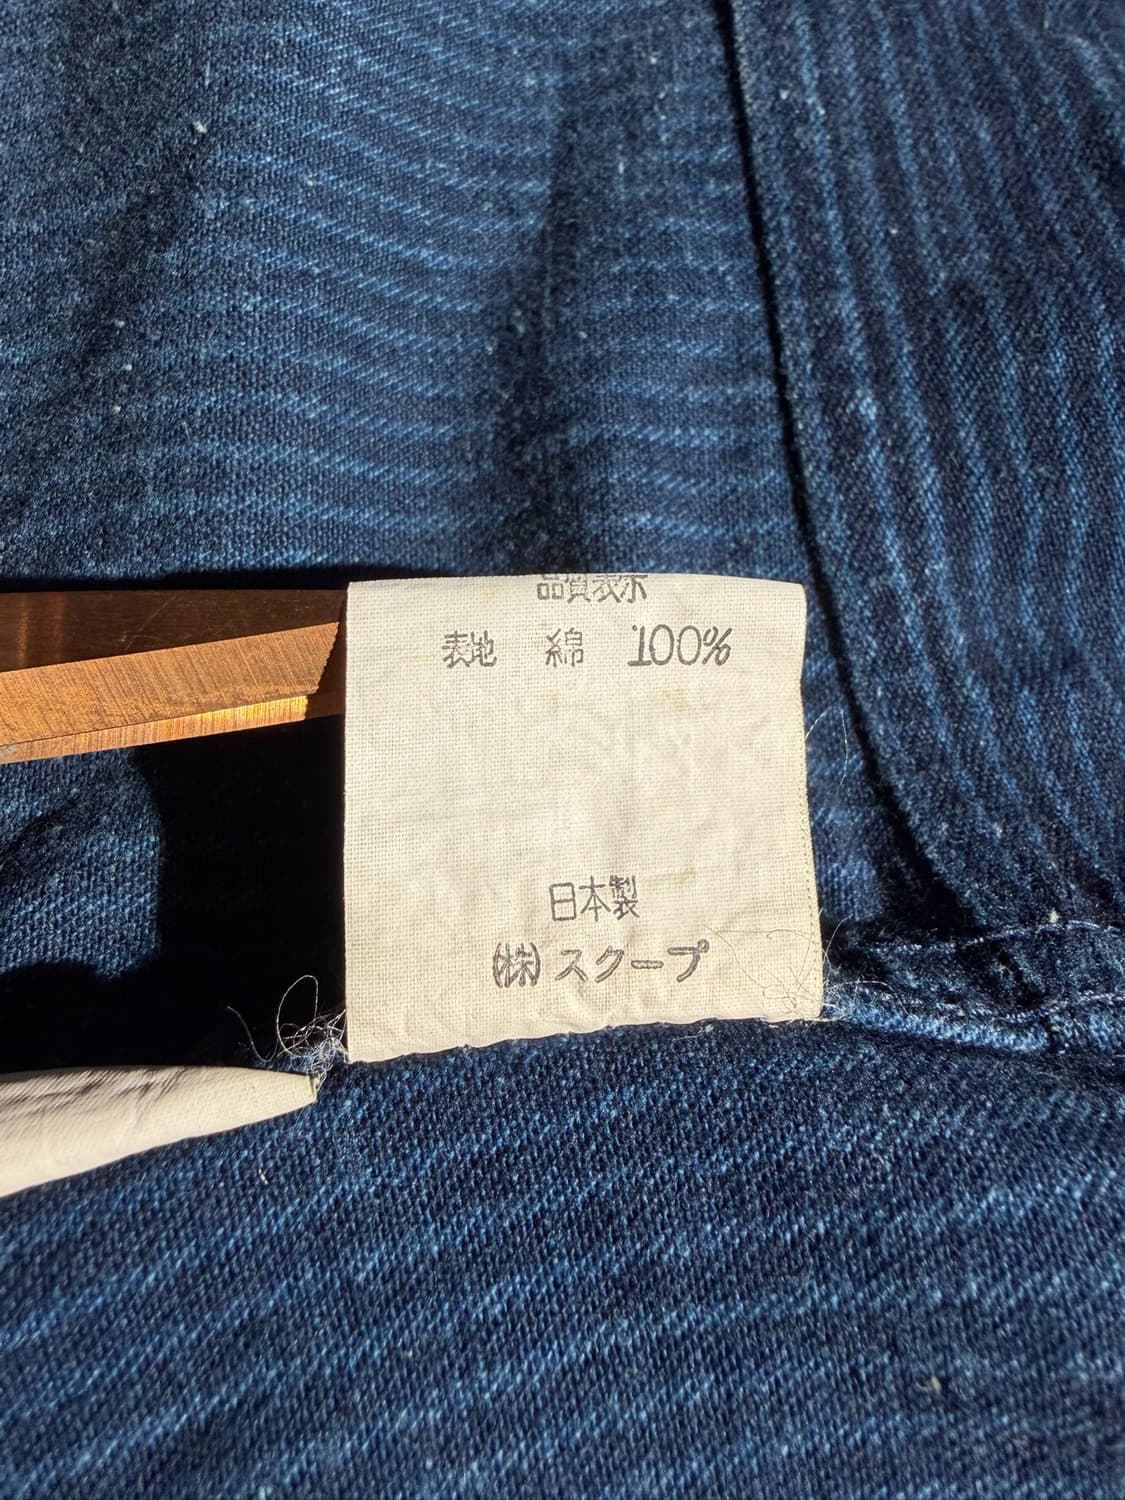 品質表示
表地 綿 100%
日本製
㈱スクープ